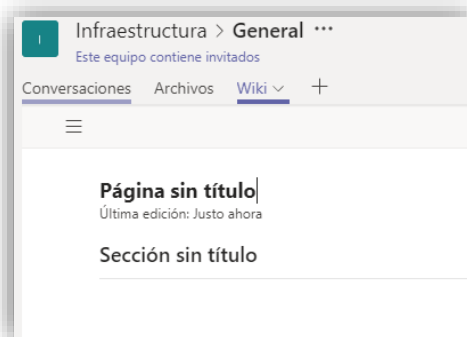 I
Infraestructura > General ···
Este equipo contiene invitados
Conversaciones Archivos Wiki +
Página sin título
Última edición: Justo ahora
Sección sin título